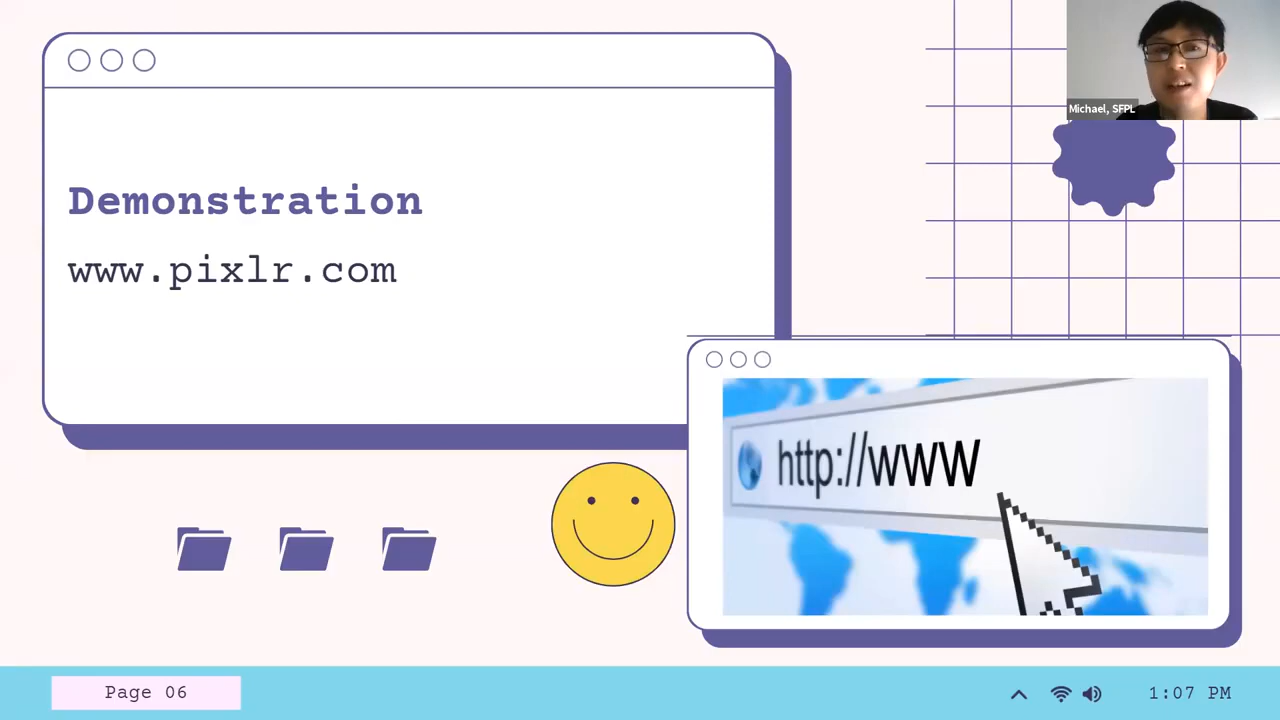 Michael, SFPL
Demonstration
www.pixlr.com
http://www
Page 06
1:07 PM